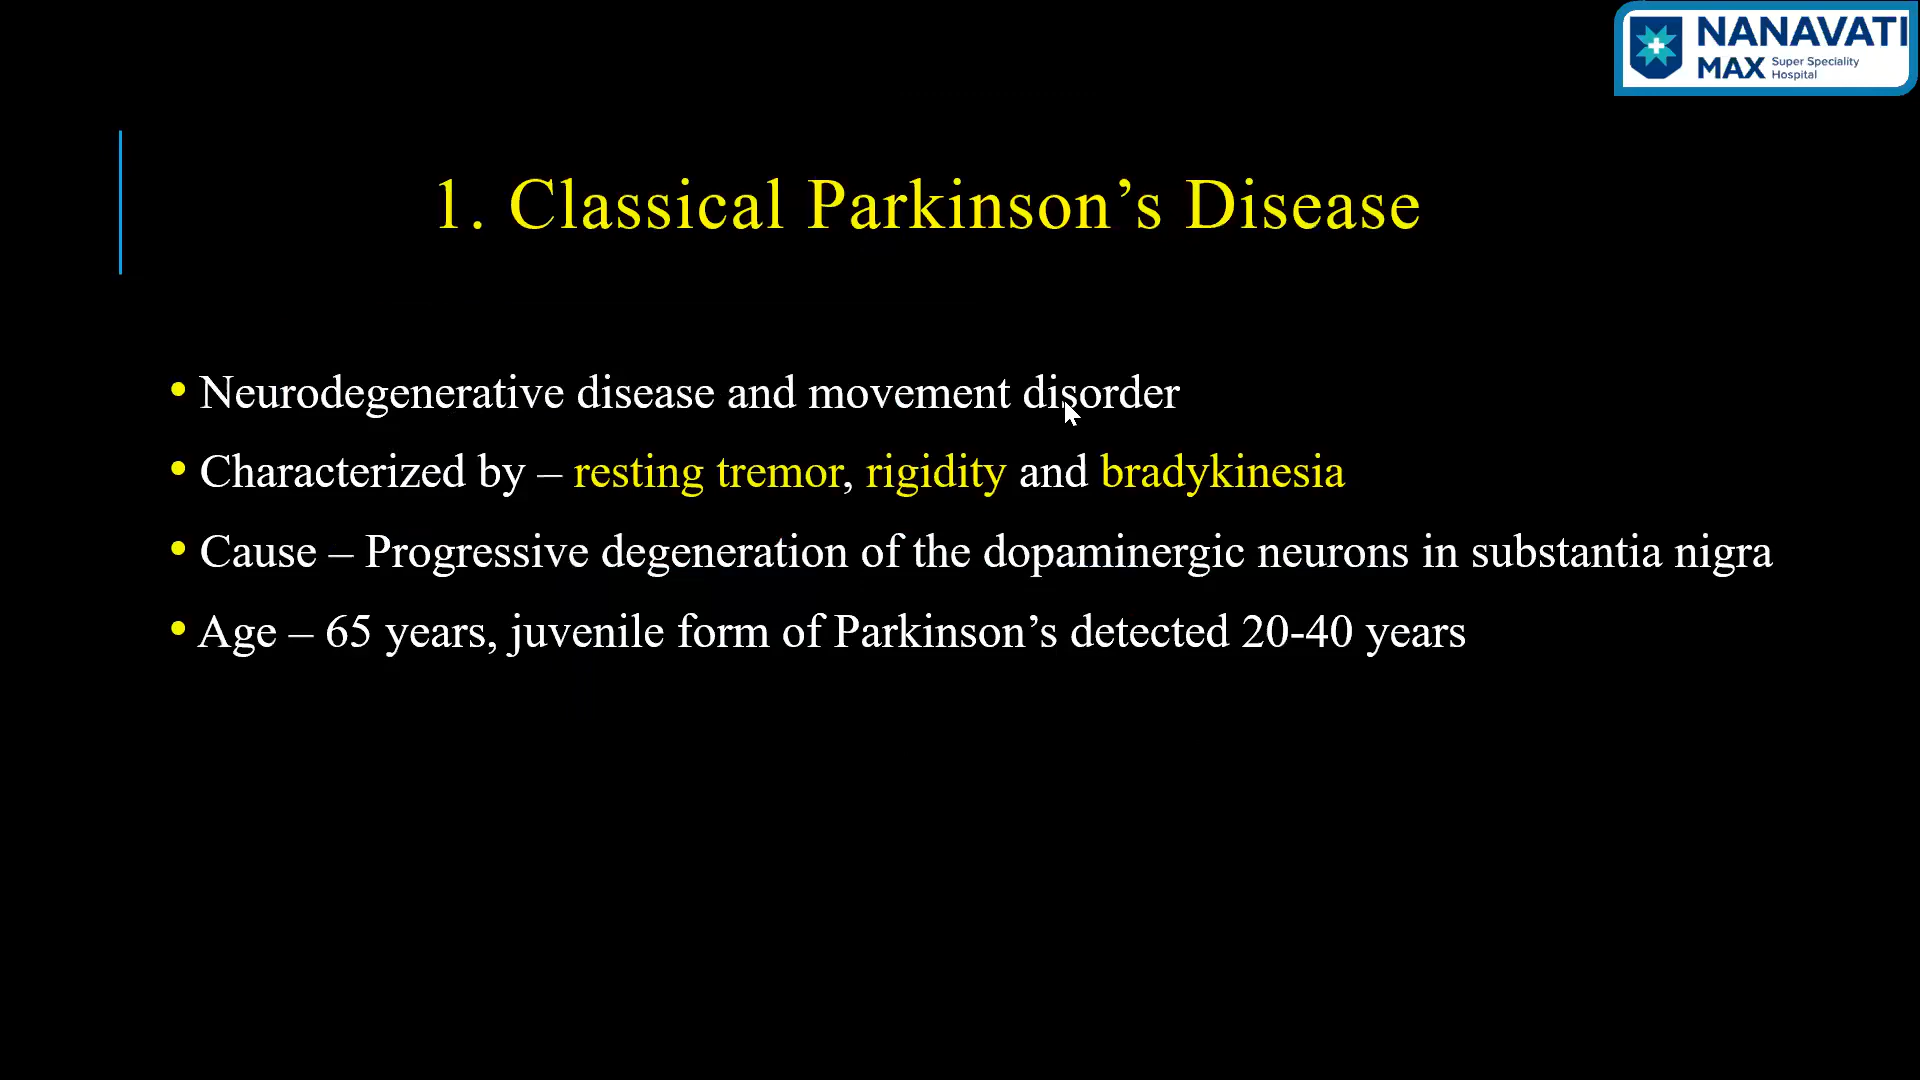 NANAVATI
MAX Super Speciality
Hospital
1. Classical Parkinson’s Disease
• Neurodegenerative disease and movement disorder
• Characterized by – resting tremor, rigidity and bradykinesia
• Cause – Progressive degeneration of the dopaminergic neurons in substantia nigra
• Age – 65 years, juvenile form of Parkinson’s detected 20-40 years